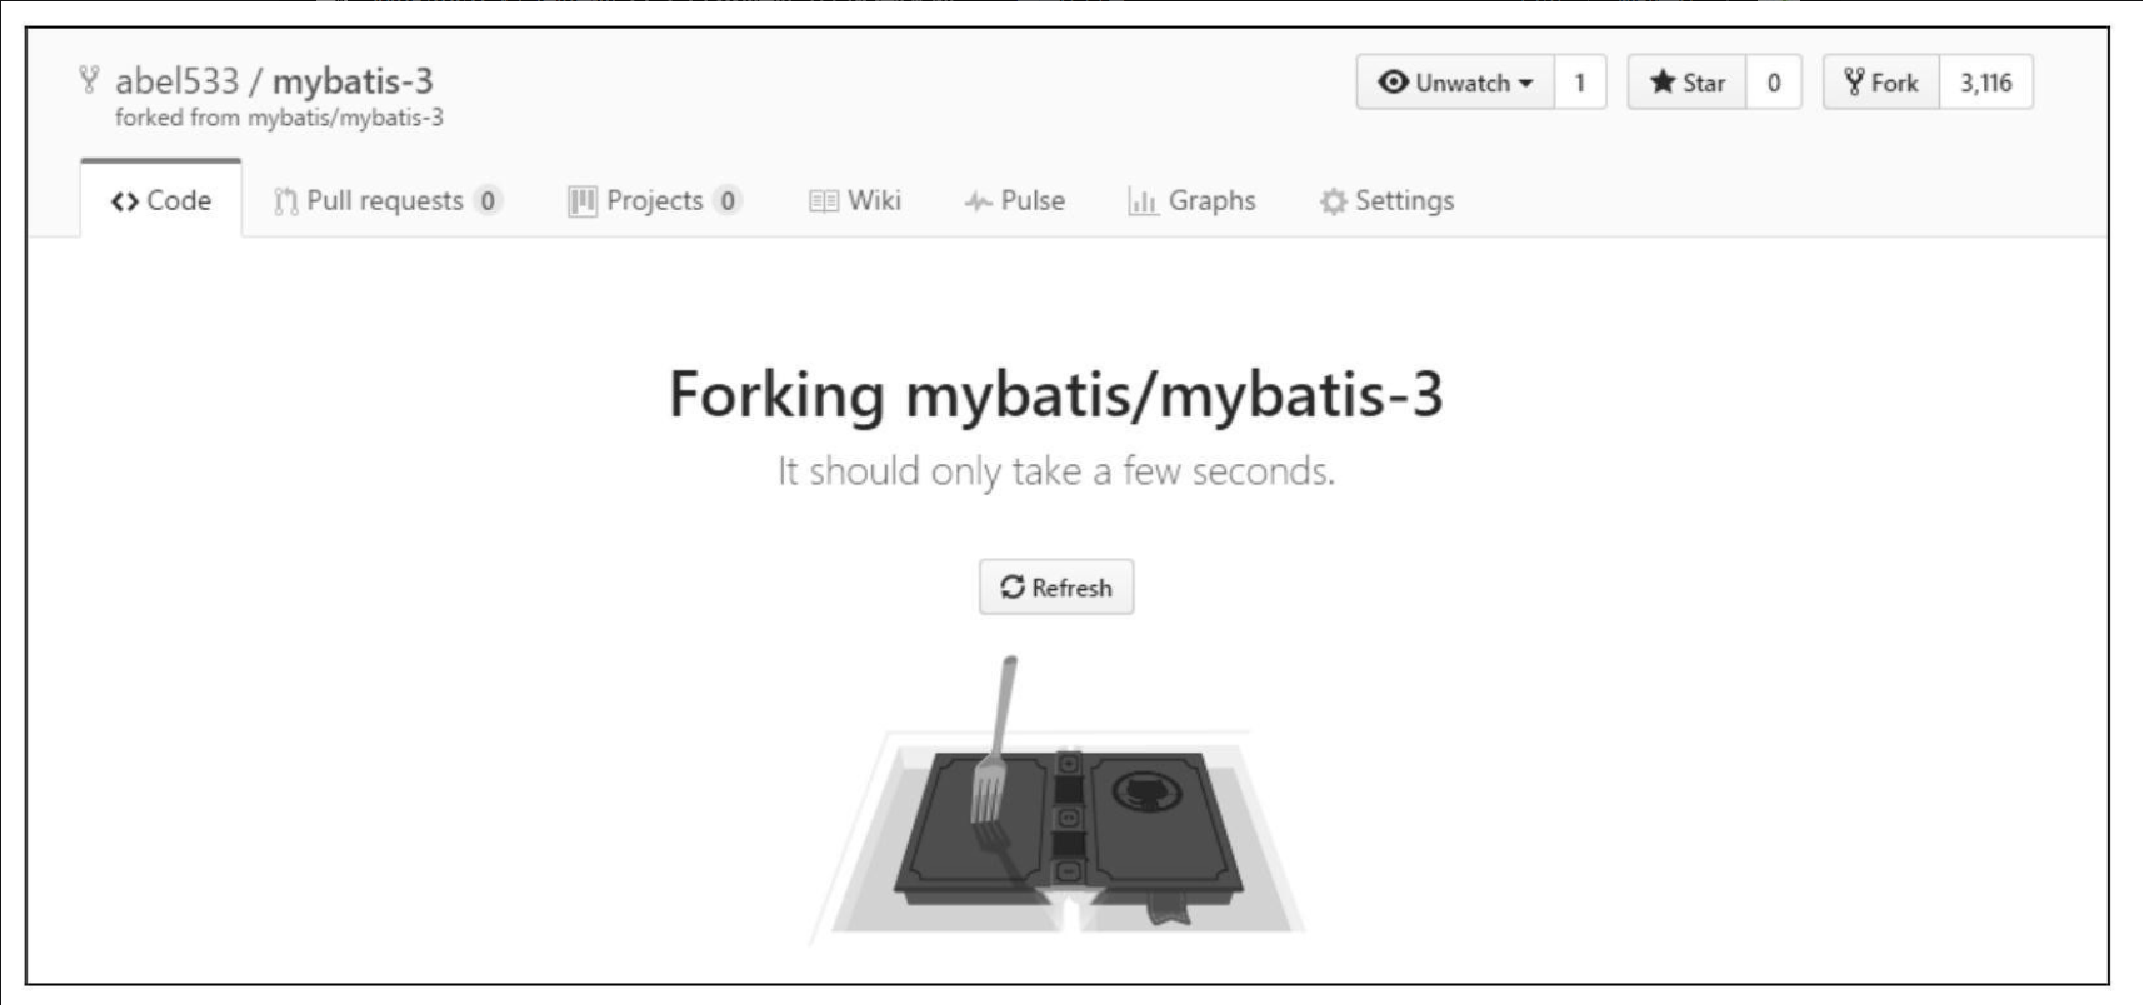 abel533 / mybatis-3
forked from mybatis/mybatis-3
Unwatch 1 Star 0 Fork 3,116
Code Pull requests 0 Projects 0 Wiki Pulse Graphs Settings
Forking mybatis/mybatis-3
It should only take a few seconds.
Refresh